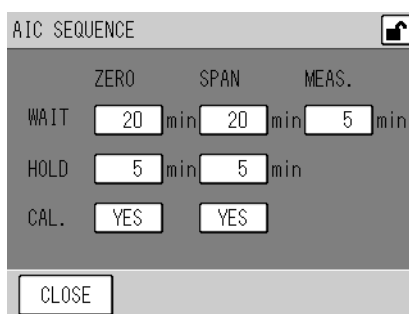 AIC SEQUENCE
ZERO SPAN MEAS.
WAIT 20 min 20 min 5 min
HOLD 5 min 5 min
CAL. YES YES
CLOSE